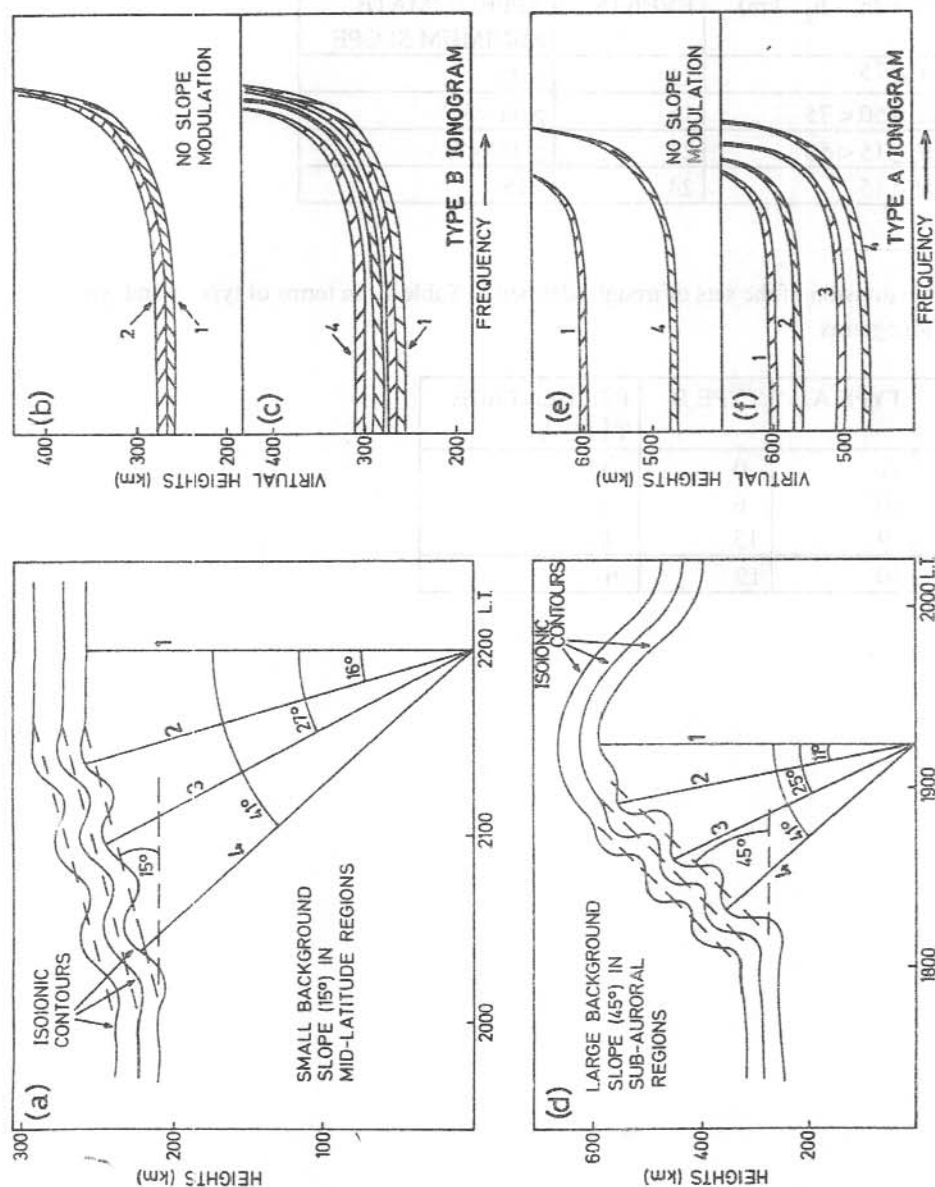 (a)
HEIGHTS (km)
300
200
100
ISOIONIC
CONTOURS
SMALL BACKGROUND
SLOPE (15°) IN
MID-LATITUDE REGIONS
15°
41°
27°
16°
1
2
3
4
2000
2100
2200 L.T.
(b)
400
300
2
1
NO SLOPE
MODULATION
(c)
300
200
4
1
VIRTUAL HEIGHTS (km)
TYPE B IONOGRAM
FREQUENCY
(d)
HEIGHTS (km)
600
400
200
ISOIONIC
CONTOURS
LARGE BACKGROUND
SLOPE (45°) IN
SUB-AURORAL
REGIONS
45°
41°
25°
11°
1
2
3
4
1800
1900
2000 L.T.
(e)
600
500
1
4
NO SLOPE
MODULATION
(f)
600
500
1
2
3
4
VIRTUAL HEIGHTS (km)
TYPE A IONOGRAM
FREQUENCY